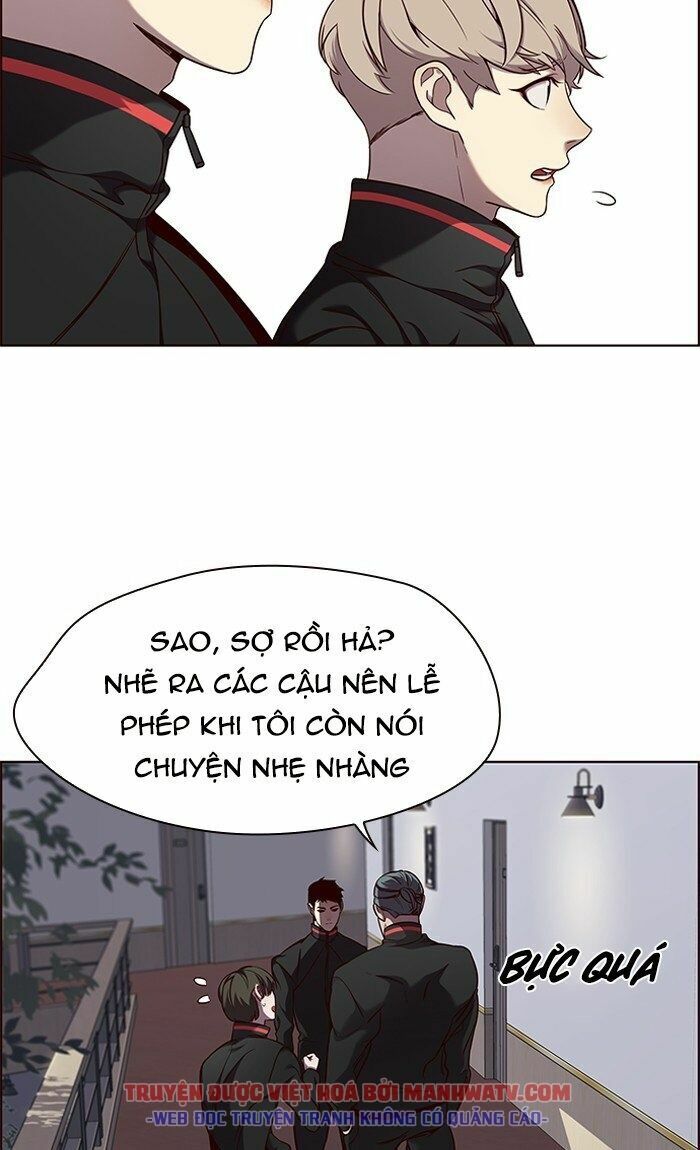 SAO, SỢ RỒI HẢ?
NHẼ RA CÁC CẬU NÊN LỄ
PHÉP KHI TÔI CÒN NÓI
CHUYỆN NHẸ NHÀNG
BỰC QUÁ
TRUYỆN ĐƯỢC VIỆT HOÁ BỞI MANHWATV.COM
-WEB ĐỌC TRUYỆN TRANH KHÔNG CÓ QUẢNG CÁO-